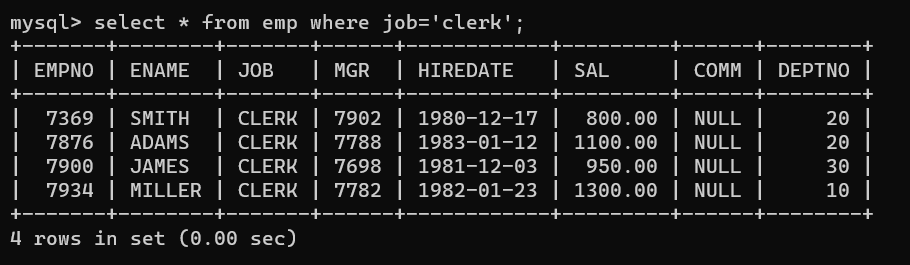 mysql> select * from emp where job='clerk';
+-------+--------+-------+------+------------+---------+------+--------+
| EMPNO | ENAME  | JOB   | MGR  | HIREDATE   | SAL     | COMM | DEPTNO |
+-------+--------+-------+------+------------+---------+------+--------+
|  7369 | SMITH  | CLERK | 7902 | 1980-12-17 |  800.00 | NULL |     20 |
|  7876 | ADAMS  | CLERK | 7788 | 1983-01-12 | 1100.00 | NULL |     20 |
|  7900 | JAMES  | CLERK | 7698 | 1981-12-03 |  950.00 | NULL |     30 |
|  7934 | MILLER | CLERK | 7782 | 1982-01-23 | 1300.00 | NULL |     10 |
+-------+--------+-------+------+------------+---------+------+--------+
4 rows in set (0.00 sec)